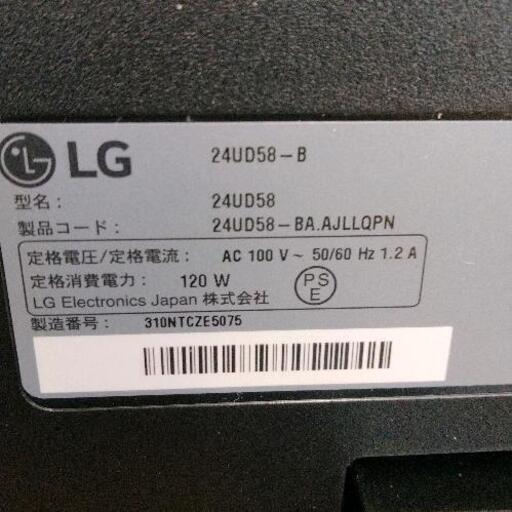 LG 24UD58-B
型名: 24UD58
製品コード: 24UD58-BA.AJLLQPN
定格電圧/定格電流: AC 100 V ~ 50/60 Hz 1.2 A
定格消費電力: 120 W
PS
E
LG Electronics Japan 株式会社
製造番号: 310NTCZE5075